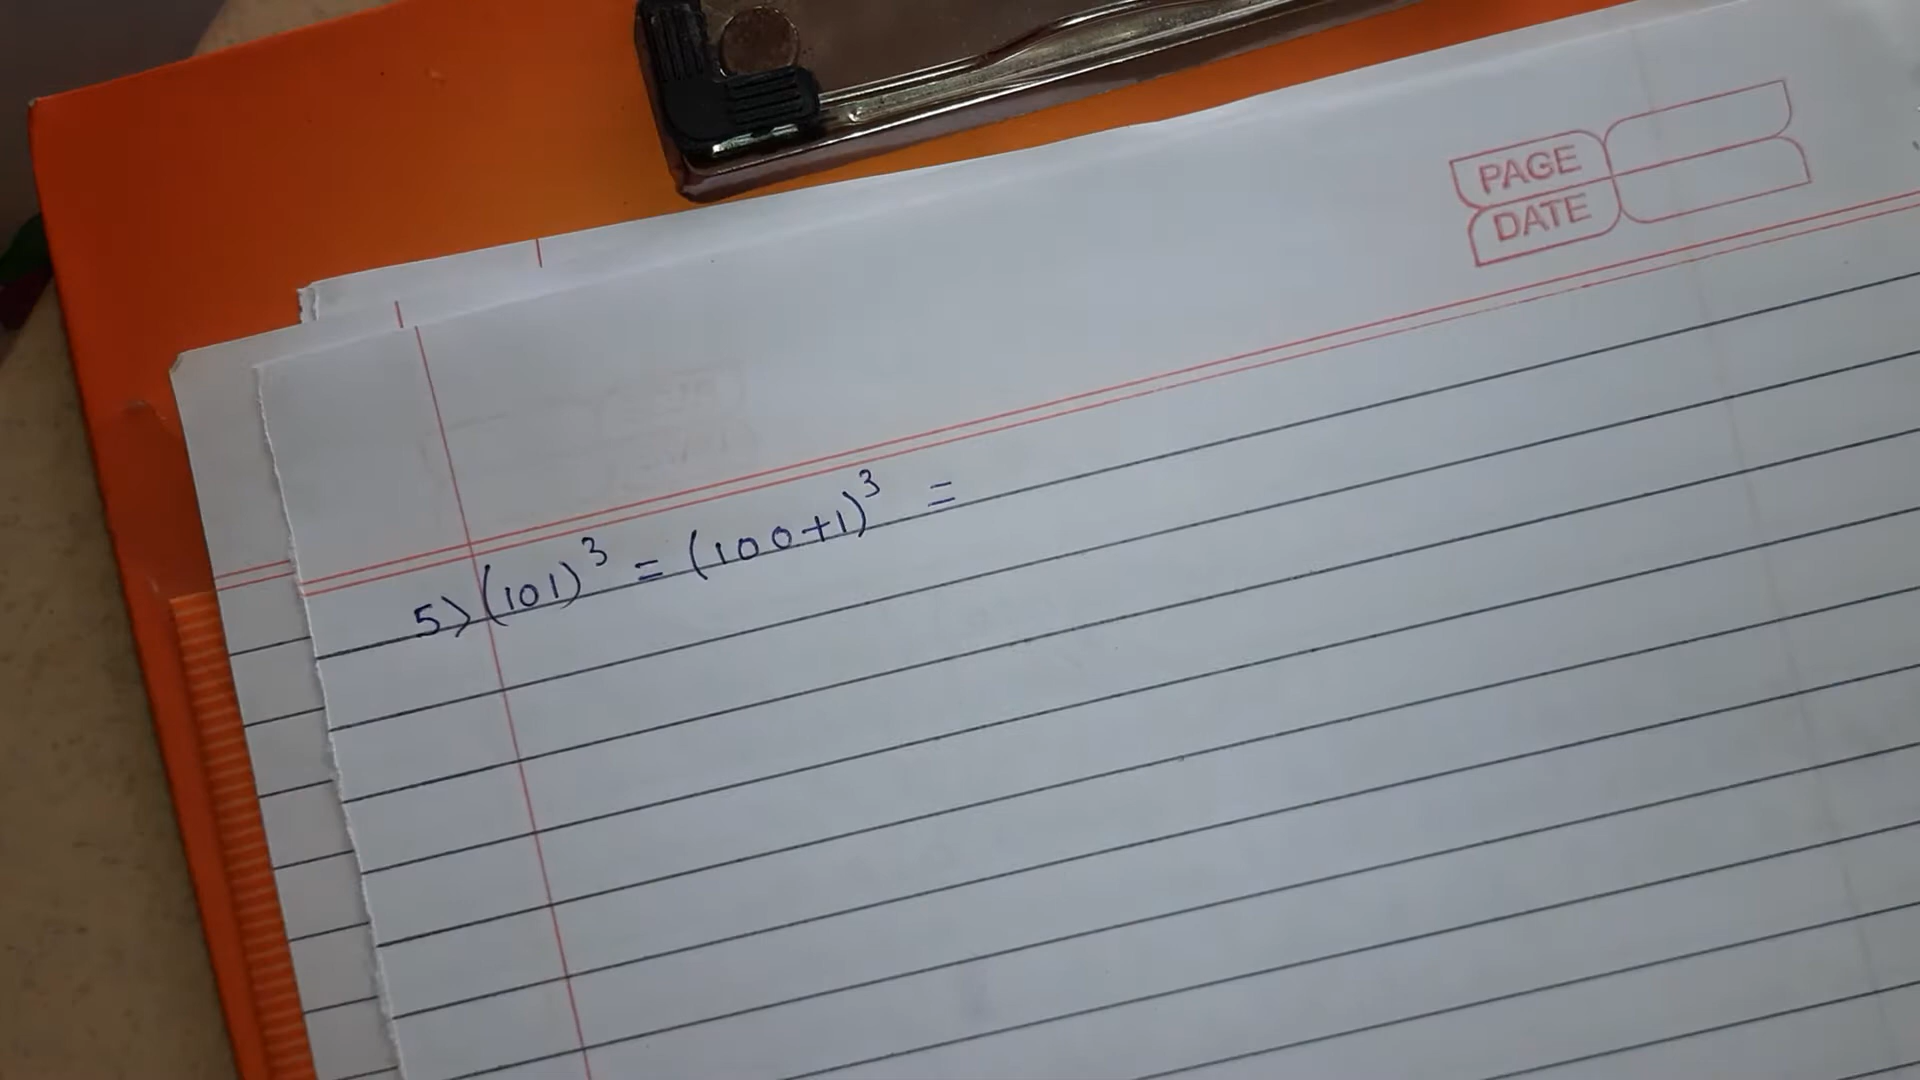 PAGE
DATE
5> (101)³ = (100+1)³ =